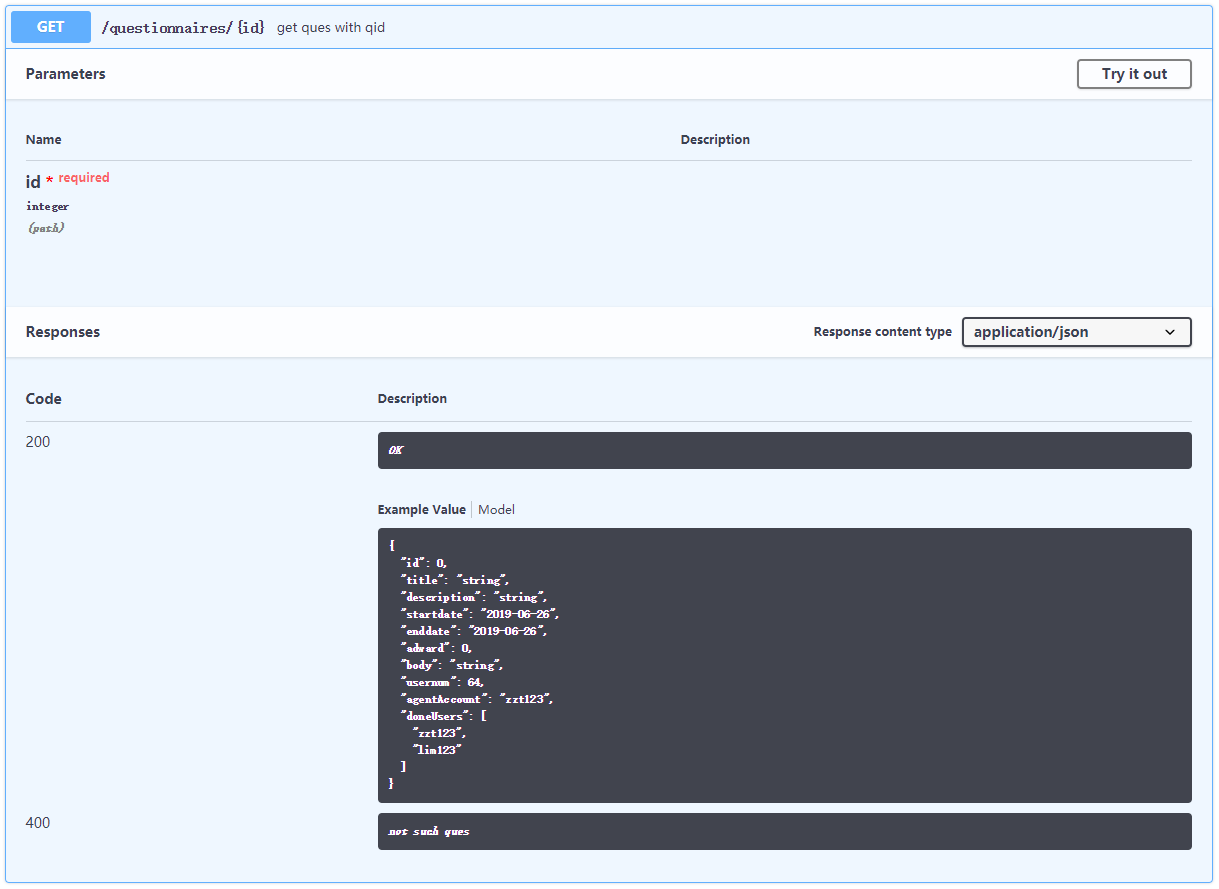 GET /questionnaires/{id} get ques with qid
Parameters Try it out
Name Description
id * required
integer
(path)
Responses Response content type application/json
Code Description
200 OK
Example Value Model
{
"id": 0,
"title": "string",
"description": "string",
"startdate": "2019-06-26",
"enddate": "2019-06-26",
"adward": 0,
"body": "string",
"usernum": 64,
"agentAccount": "zzt123",
"doneUsers": [
"zzt123",
"lim123"
]
}
400 not such ques